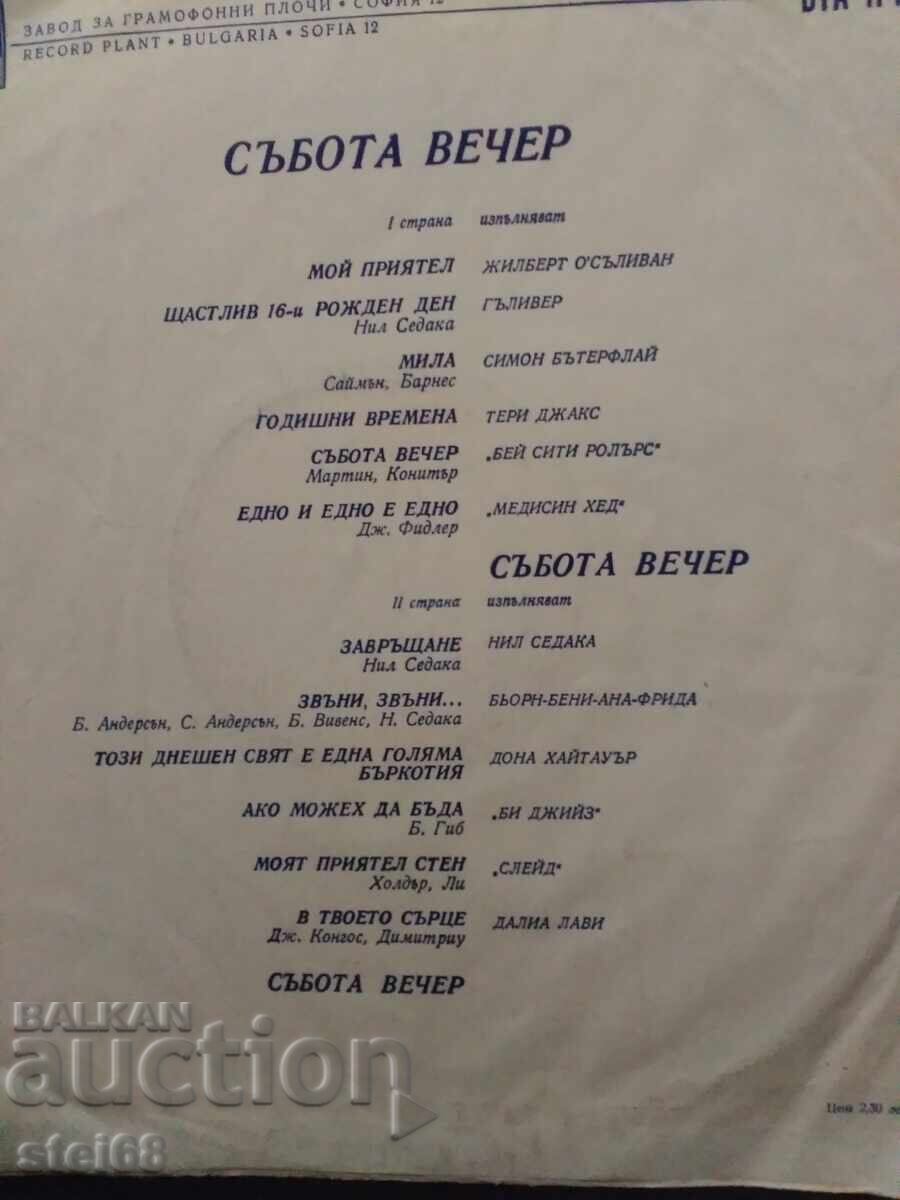 ЗАВОД ЗА ГРАМОФОННИ ПЛОЧИ • СОФИЯ 12
RECORD PLANT • BULGARIA • SOFIA 12
СЪБОТА ВЕЧЕР
I страна изпълняват
МОЙ ПРИЯТЕЛ ЖИЛБЕРТ О'СЪЛИВАН
ЩАСТЛИВ 16-и РОЖДЕН ДЕН ГЪЛИВЕР
Нил Седака
МИЛА СИМОН БЪТЕРФЛАЙ
Саймън, Барнес
ГОДИШНИ ВРЕМЕНА ТЕРИ ДЖАКС
СЪБОТА ВЕЧЕР „БЕЙ СИТИ РОЛЪРС"
Мартин,Конитър
ЕДНО И ЕДНО Е ЕДНО „МЕДИСИН ХЕД"
Дж. Фидлер
СЪБОТА ВЕЧЕР
II страна изпълняват
ЗАВРЪЩАНЕ НИЛ СЕДАКА
Нил Седака
ЗВЪНИ, ЗВЪНИ... БЬОРН-БЕНИ-АНА-ФРИДА
Б. Андерсън, С. Андерсън, Б. Вивенс, Н. Седака
ТОЗИ ДНЕШЕН СВЯТ Е ЕДНА ГОЛЯМА ДОНА ХАЙТАУЪР
БЪРКОТИЯ
АКО МОЖЕХ ДА БЪДА „БИ ДЖИЙЗ"
Б. Гиб
МОЯТ ПРИЯТЕЛ СТЕН „СЛЕЙД"
Холдър, Ли
В ТВОЕТО СЪРЦЕ ДАЛИА ЛАВИ
Дж. Конгос, Димитриу
СЪБОТА ВЕЧЕР
BALKAN
auction
Цена 2,30
stei68